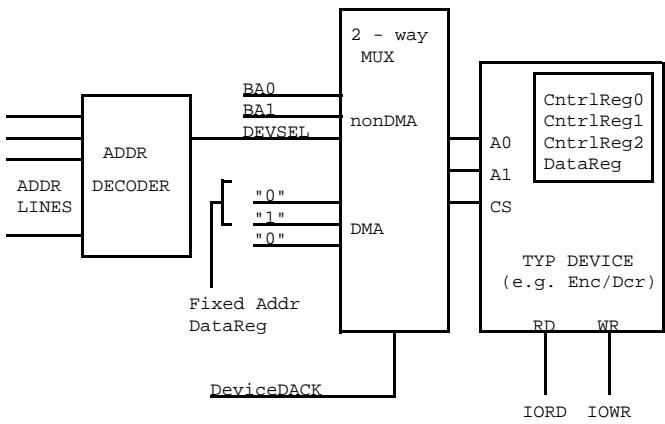 2 - way
MUX
BA0
BA1
DEVSEL
nonDMA
ADDR
DECODER
ADDR
LINES
"0"
"1"
"0"
DMA
Fixed Addr
DataReg
DeviceDACK
A0
A1
CS
CntrlReg0
CntrlReg1
CntrlReg2
DataReg
TYP DEVICE
(e.g. Enc/Dcr)
RD WR
IORD IOWR